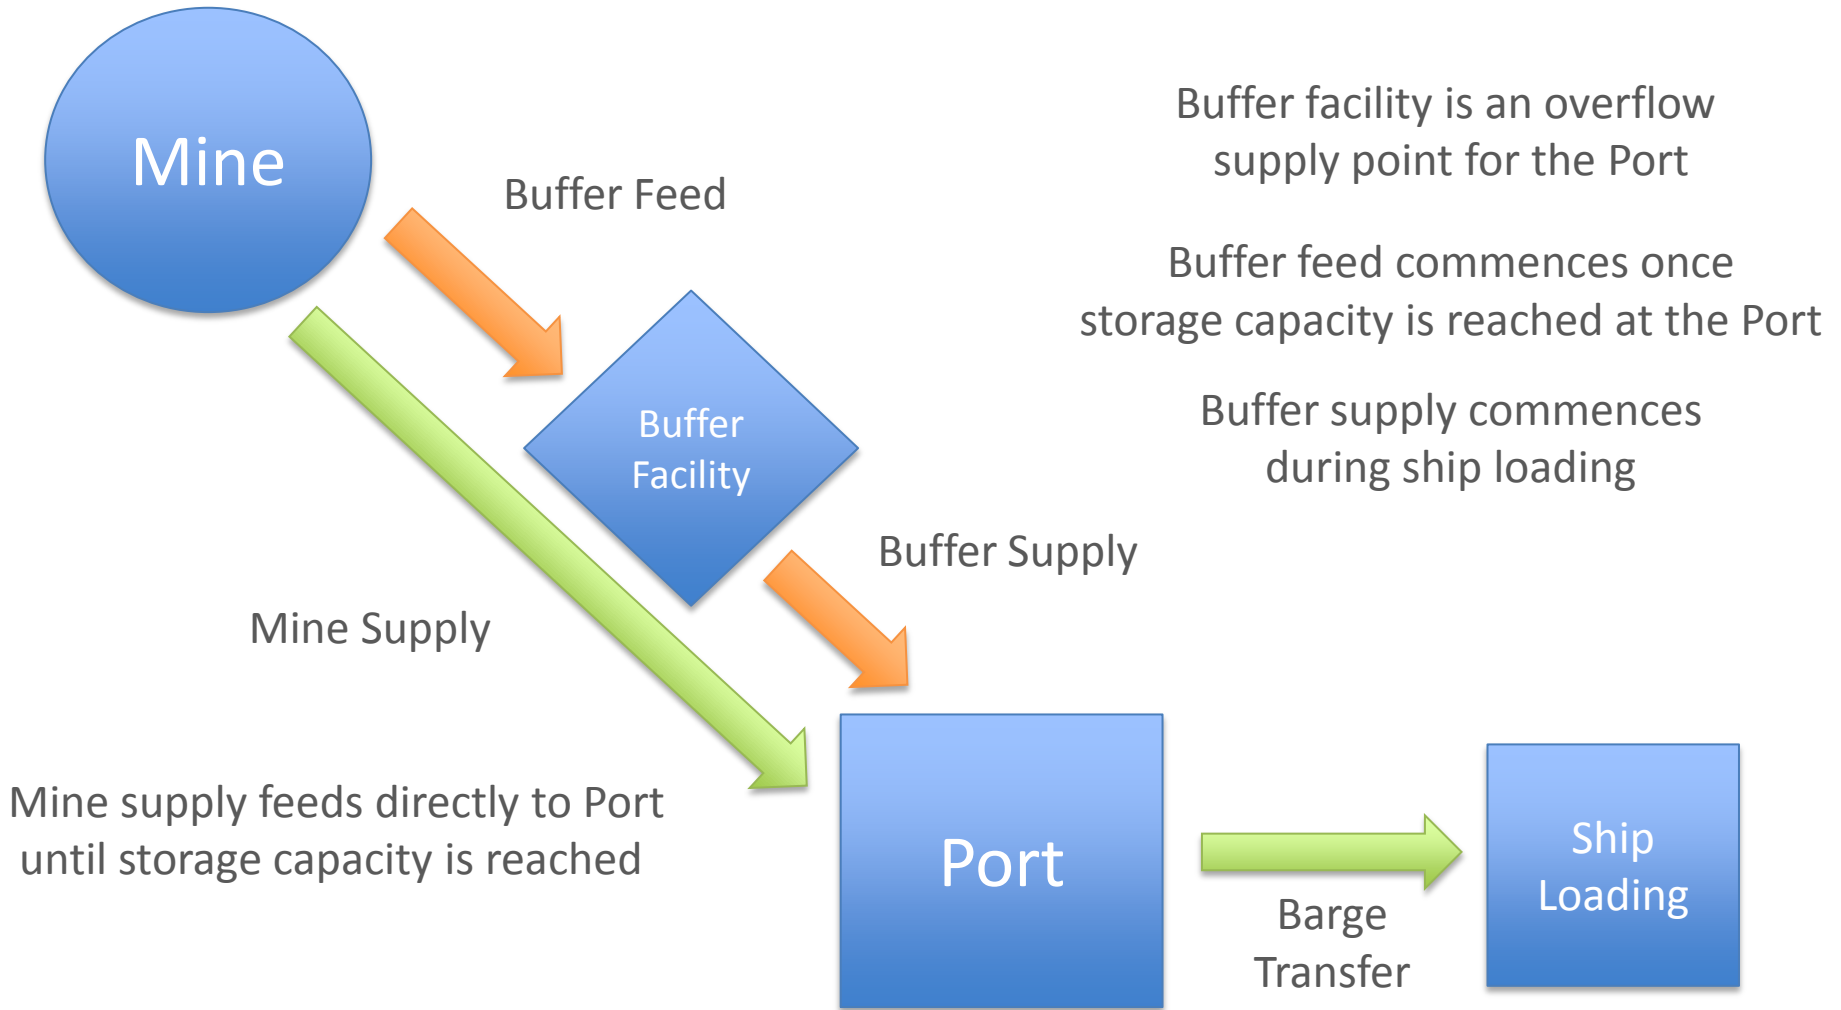 Mine
Buffer Feed
Buffer facility is an overflow
supply point for the Port
Buffer feed commences once
storage capacity is reached at the Port
Buffer supply commences
during ship loading
Buffer
Facility
Buffer Supply
Mine Supply
Mine supply feeds directly to Port
until storage capacity is reached
Port
Barge
Transfer
Ship
Loading